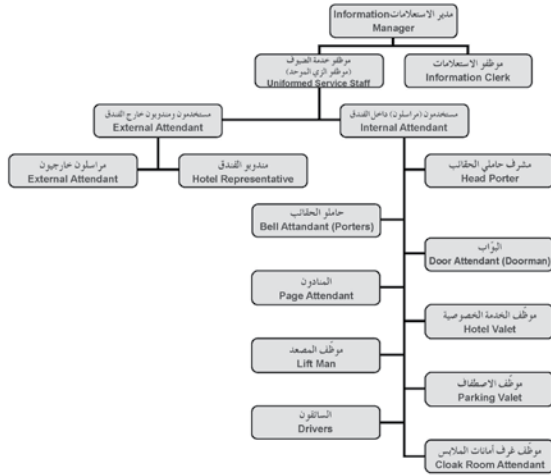 مدير الاستعلامات Information
Manager
موظفو خدمة الضيوف
(موظفو الزي الموحد)
Uniformed Service Staff
موظفو الاستعلامات
Information Clerk
مستخدمون ومندوبون خارج الفندق
External Attendant
مستخدمون (مراسلون) داخل الفندق
Internal Attendant
مراسلون خارجيون
External Attendant
مندوبو الفندق
Hotel Representative
مشرف حاملي الحقائب
Head Porter
حاملو الحقائب
Bell Attandant (Porters)
البوّاب
Door Attendant (Doorman)
المنادون
Page Attendant
موظّف الخدمة الخصوصية
Hotel Valet
موظّف المصعد
Lift Man
موظّف الاصطفاف
Parking Valet
السائقون
Drivers
موظّف غرف أمانات الملابس
Cloak Room Attendant